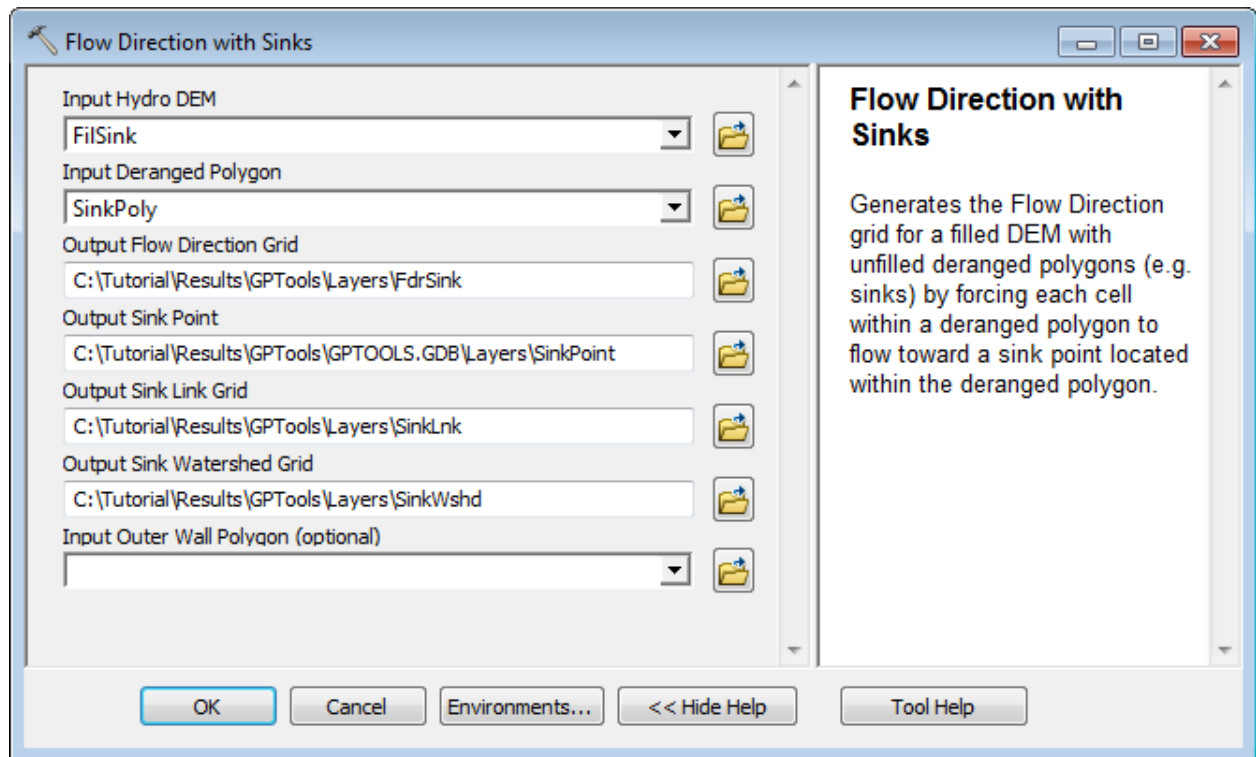 Flow Direction with Sinks
Input Hydro DEM
FilSink
Input Deranged Polygon
SinkPoly
Output Flow Direction Grid
C:\Tutorial\Results\GPTools\Layers\FdrSink
Output Sink Point
C:\Tutorial\Results\GPTools\GPTOOLS.GDB\Layers\SinkPoint
Output Sink Link Grid
C:\Tutorial\Results\GPTools\Layers\SinkLnk
Output Sink Watershed Grid
C:\Tutorial\Results\GPTools\Layers\SinkWshd
Input Outer Wall Polygon (optional)
Flow Direction with
Sinks
Generates the Flow Direction
grid for a filled DEM with
unfilled deranged polygons (e.g.
sinks) by forcing each cell
within a deranged polygon to
flow toward a sink point located
within the deranged polygon.
OK
Cancel
Environments...
<< Hide Help
Tool Help